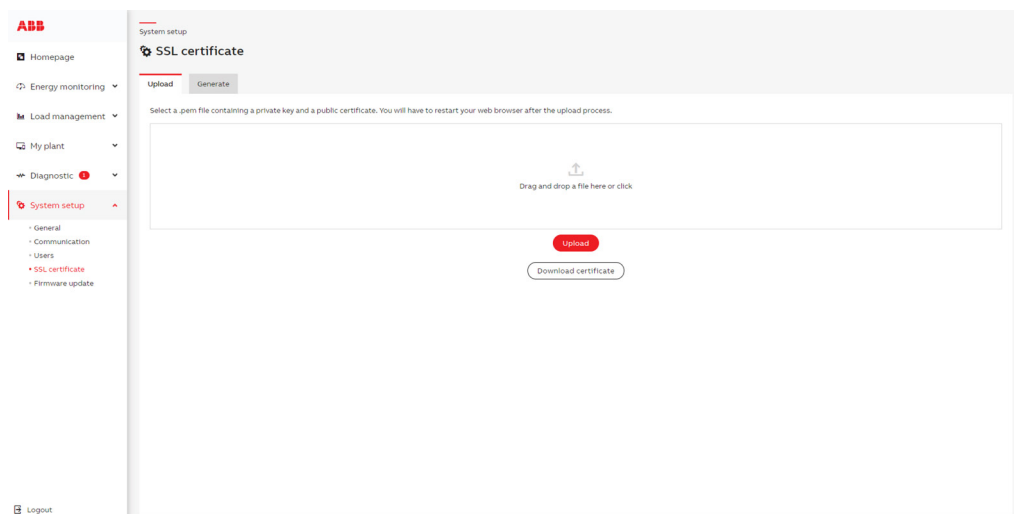 ABB
Homepage
Energy monitoring
Load management
My plant
Diagnostic 1
System setup
General
Communication
Users
SSL certificate
Firmware update
Logout
System setup
SSL certificate
Upload Generate
Select a .pem file containing a private key and a public certificate. You will have to restart your web browser after the upload process.
Drag and drop a file here or click
Upload
Download certificate